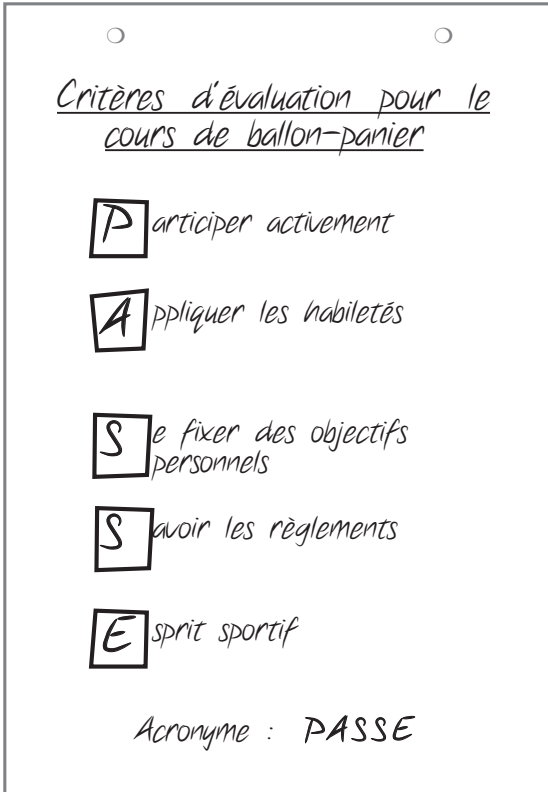 Critères d'évaluation pour le
cours de ballon-panier
Participer activement
Appliquer les habiletés
Se fixer des objectifs
personnels
Savoir les règlements
Esprit sportif
Acronyme : PASSE